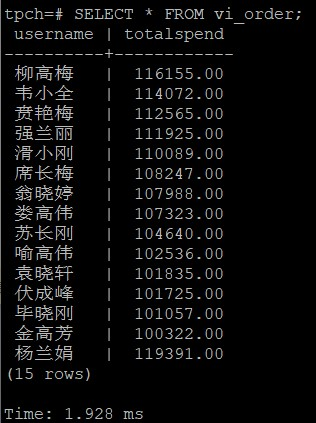 tpch=# SELECT * FROM vi_order;
username | totalspend
----------+------------
柳高梅 | 116155.00
韦小全 | 114072.00
贲艳梅 | 112565.00
强兰丽 | 111925.00
滑小刚 | 110089.00
席长梅 | 108247.00
翁晓婷 | 107988.00
娄高伟 | 107323.00
苏长刚 | 104640.00
喻高伟 | 102536.00
袁晓轩 | 101835.00
伏成峰 | 101725.00
毕晓刚 | 101057.00
金高芳 | 100322.00
杨兰娟 | 119391.00
(15 rows)
Time: 1.928 ms